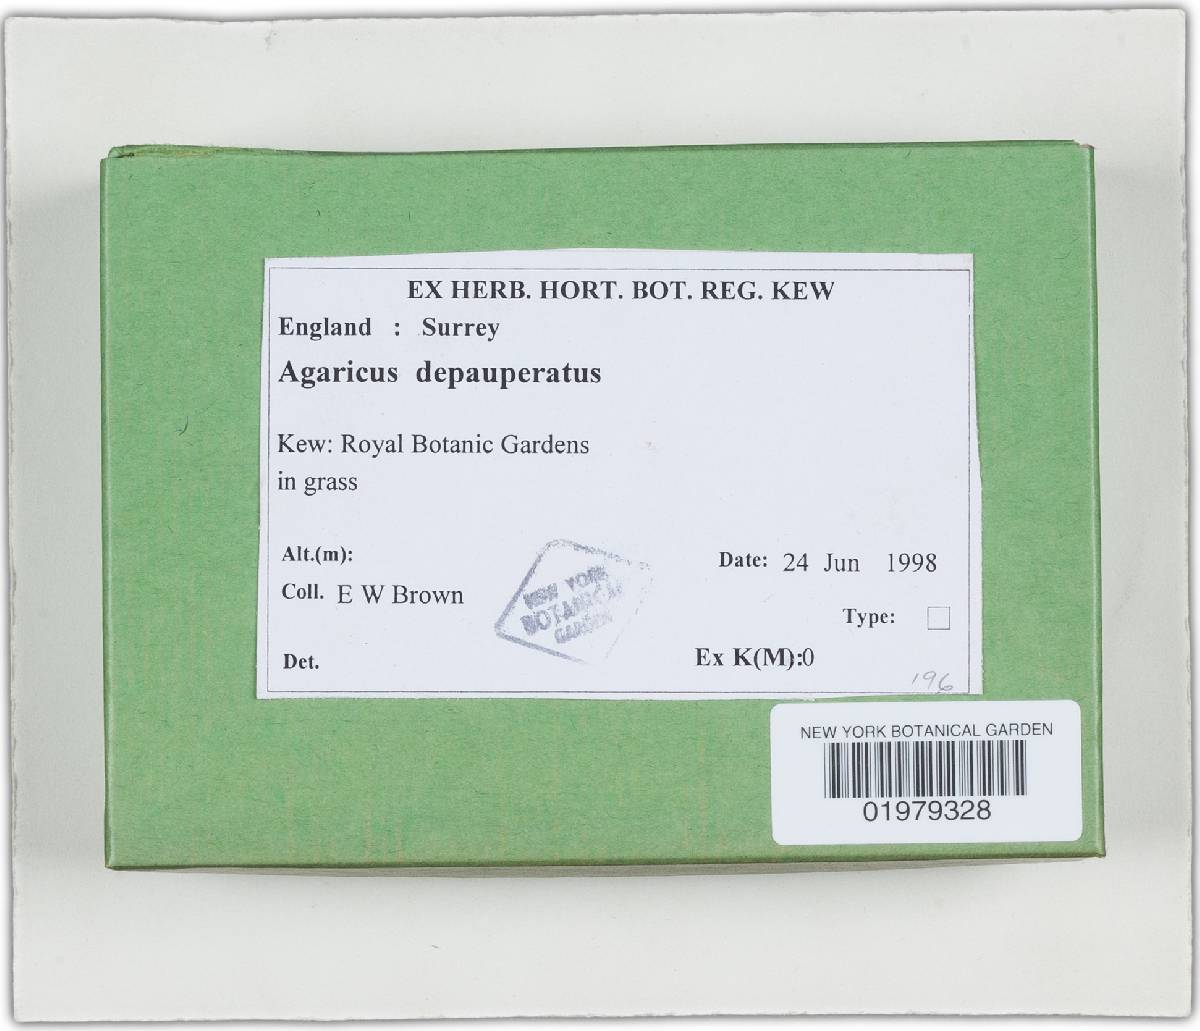 EX HERB. HORT. BOT. REG. KEW
England : Surrey
Agaricus depauperatus
Kew: Royal Botanic Gardens
in grass
Alt.(m):
Date: 24 Jun 1998
Coll. E W Brown
NEW YORK
BOTANICAL
GARDEN
Type:
Det.
Ex K(M):0
196
NEW YORK BOTANICAL GARDEN
01979328